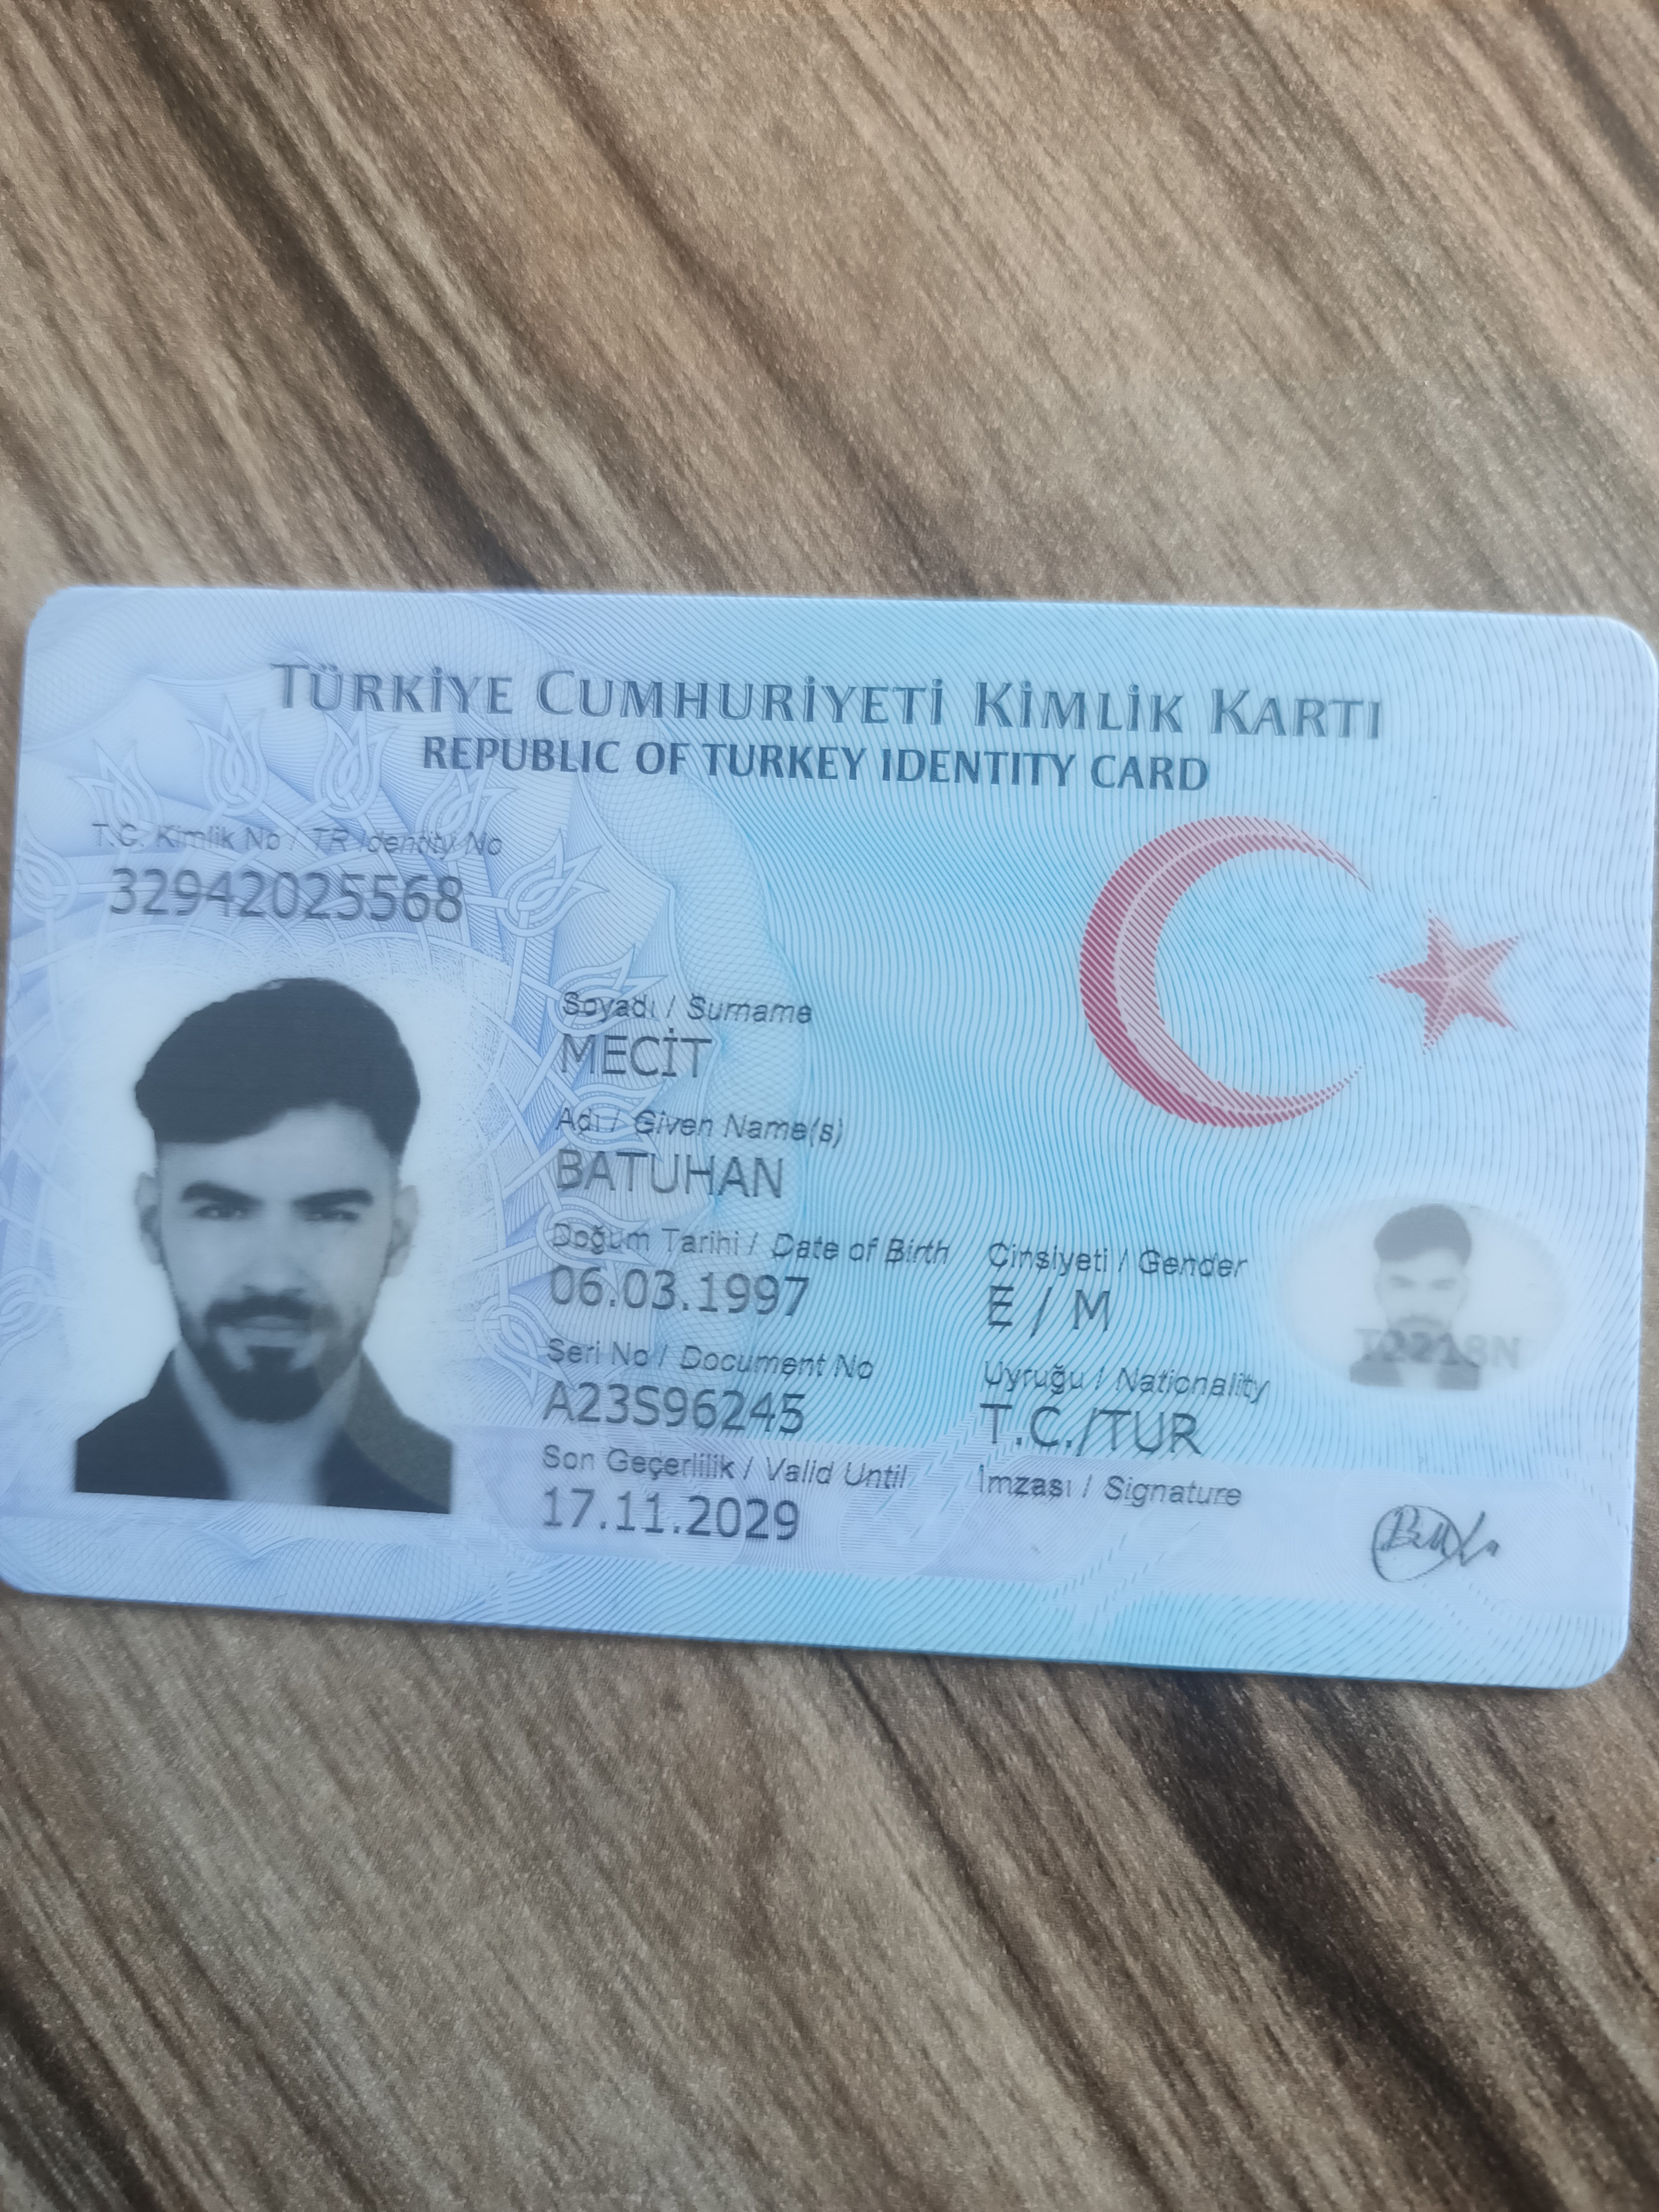 TÜRKİYE CUMHURİYETİ KİMLİK KARTI
REPUBLIC OF TURKEY IDENTITY CARD
T.C. Kimlik No / TR Identity No
32942025568
Soyadı / Surname
MECİT
Adı / Given Name(s)
BATUHAN
Doğum Tarihi / Date of Birth
06.03.1997
Cinsiyeti / Gender
E / M
Seri No / Document No
A23S96245
Uyruğu / Nationality
T.C./TUR
Son Geçerlilik / Valid Until
17.11.2029
İmzası / Signature